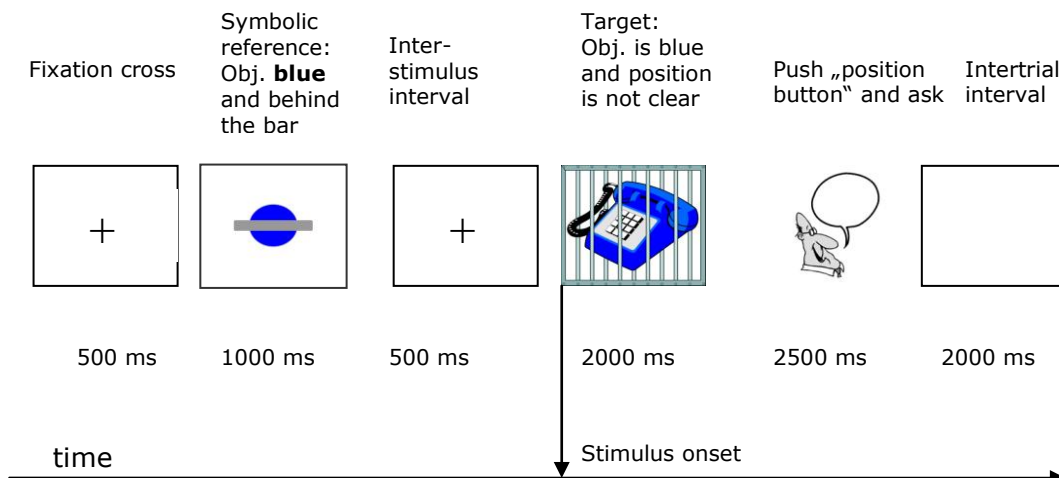 Fixation cross
Symbolic
reference:
Obj. blue
and behind
the bar
Inter-
stimulus
interval
Target:
Obj. is blue
and position
is not clear
Push „position
button“ and ask
Intertrial
interval
500 ms
1000 ms
500 ms
2000 ms
2500 ms
2000 ms
time
Stimulus onset